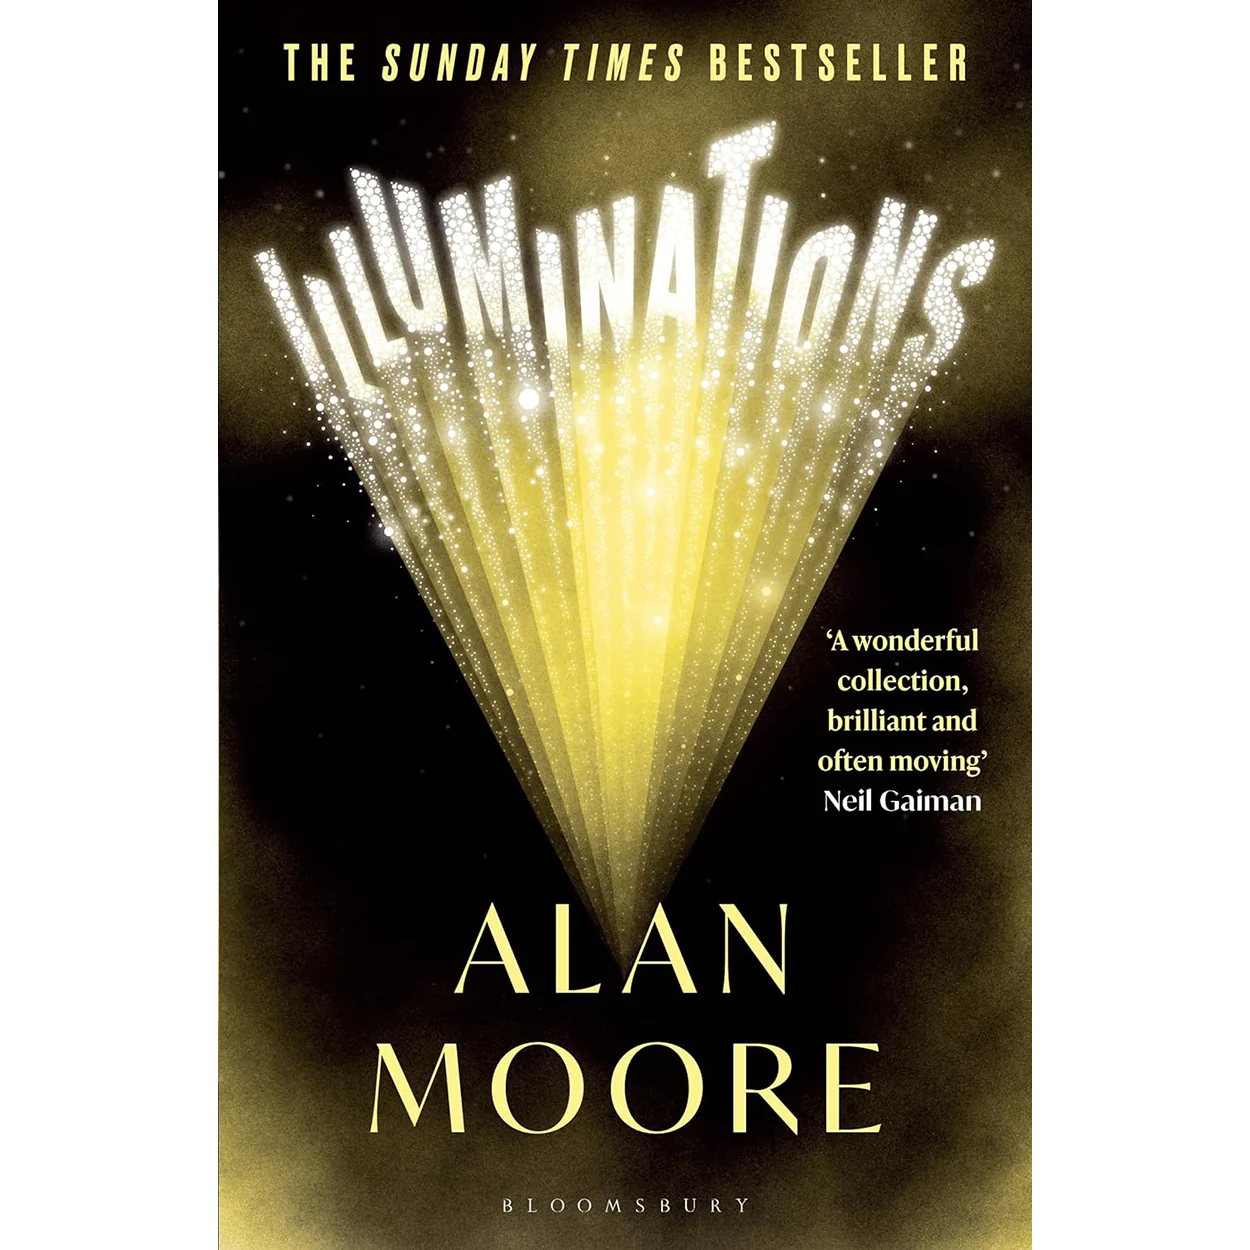 THE SUNDAY TIMES BESTSELLER
ILLUMINATIONS
‘A wonderful
collection,
brilliant and
often moving’
Neil Gaiman
ALAN
MOORE
BLOOMSBURY